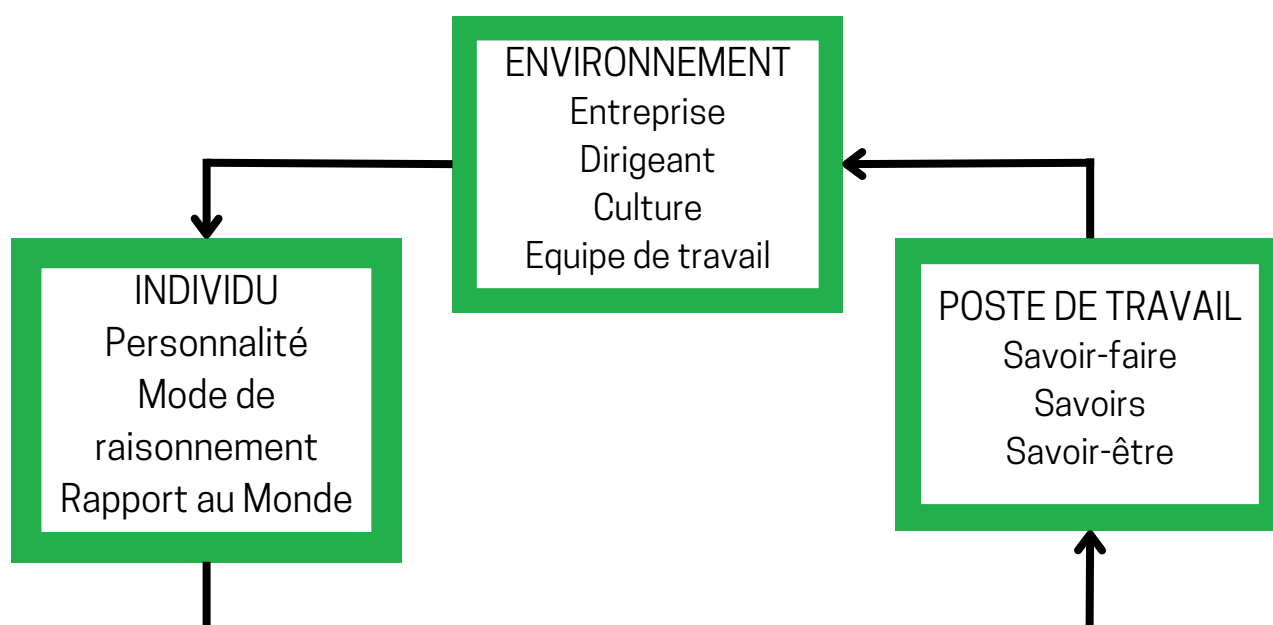 ENVIRONNEMENT
Entreprise
Dirigeant
Culture
Equipe de travail
INDIVIDU
Personnalité
Mode de
raisonnement
Rapport au Monde
POSTE DE TRAVAIL
Savoir-faire
Savoirs
Savoir-être